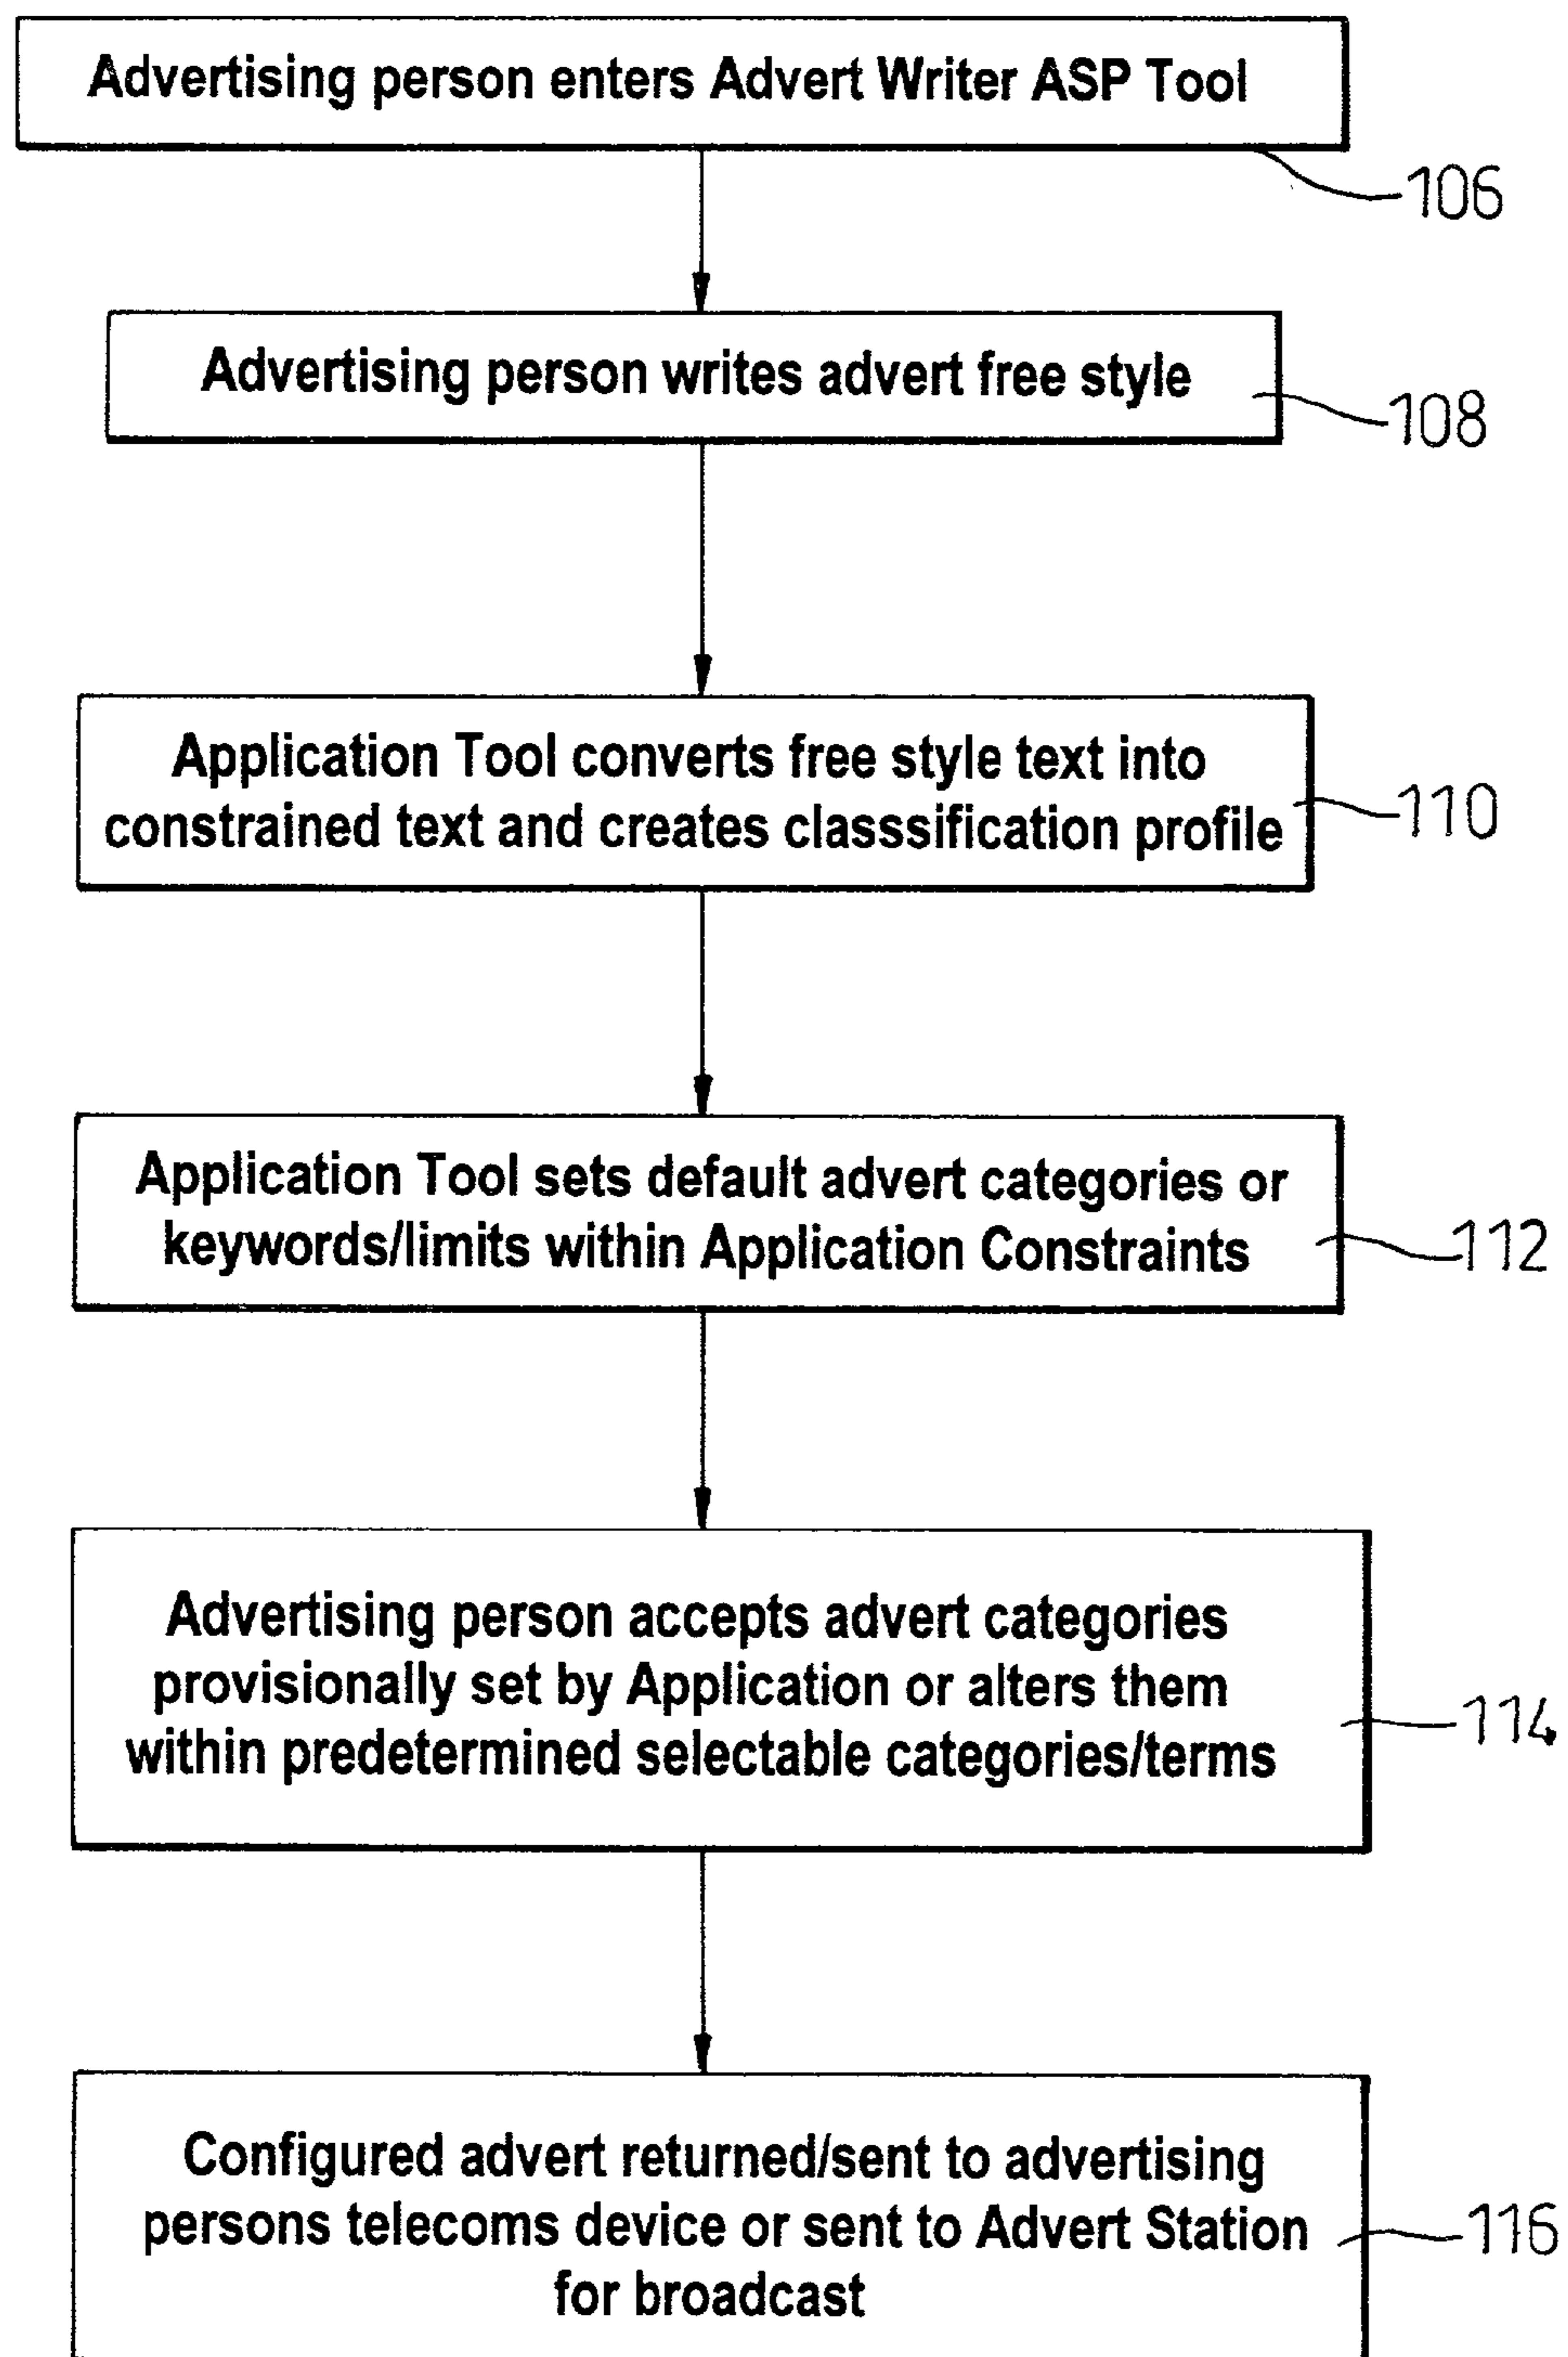 Advertising person enters Advert Writer ASP Tool
106
Advertising person writes advert free style
108
Application Tool converts free style text into
constrained text and creates classsification profile
110
Application Tool sets default advert categories or
keywords/limits within Application Constraints
112
Advertising person accepts advert categories
provisionally set by Application or alters them
within predetermined selectable categories/terms
114
Configured advert returned/sent to advertising
persons telecoms device or sent to Advert Station
for broadcast
116